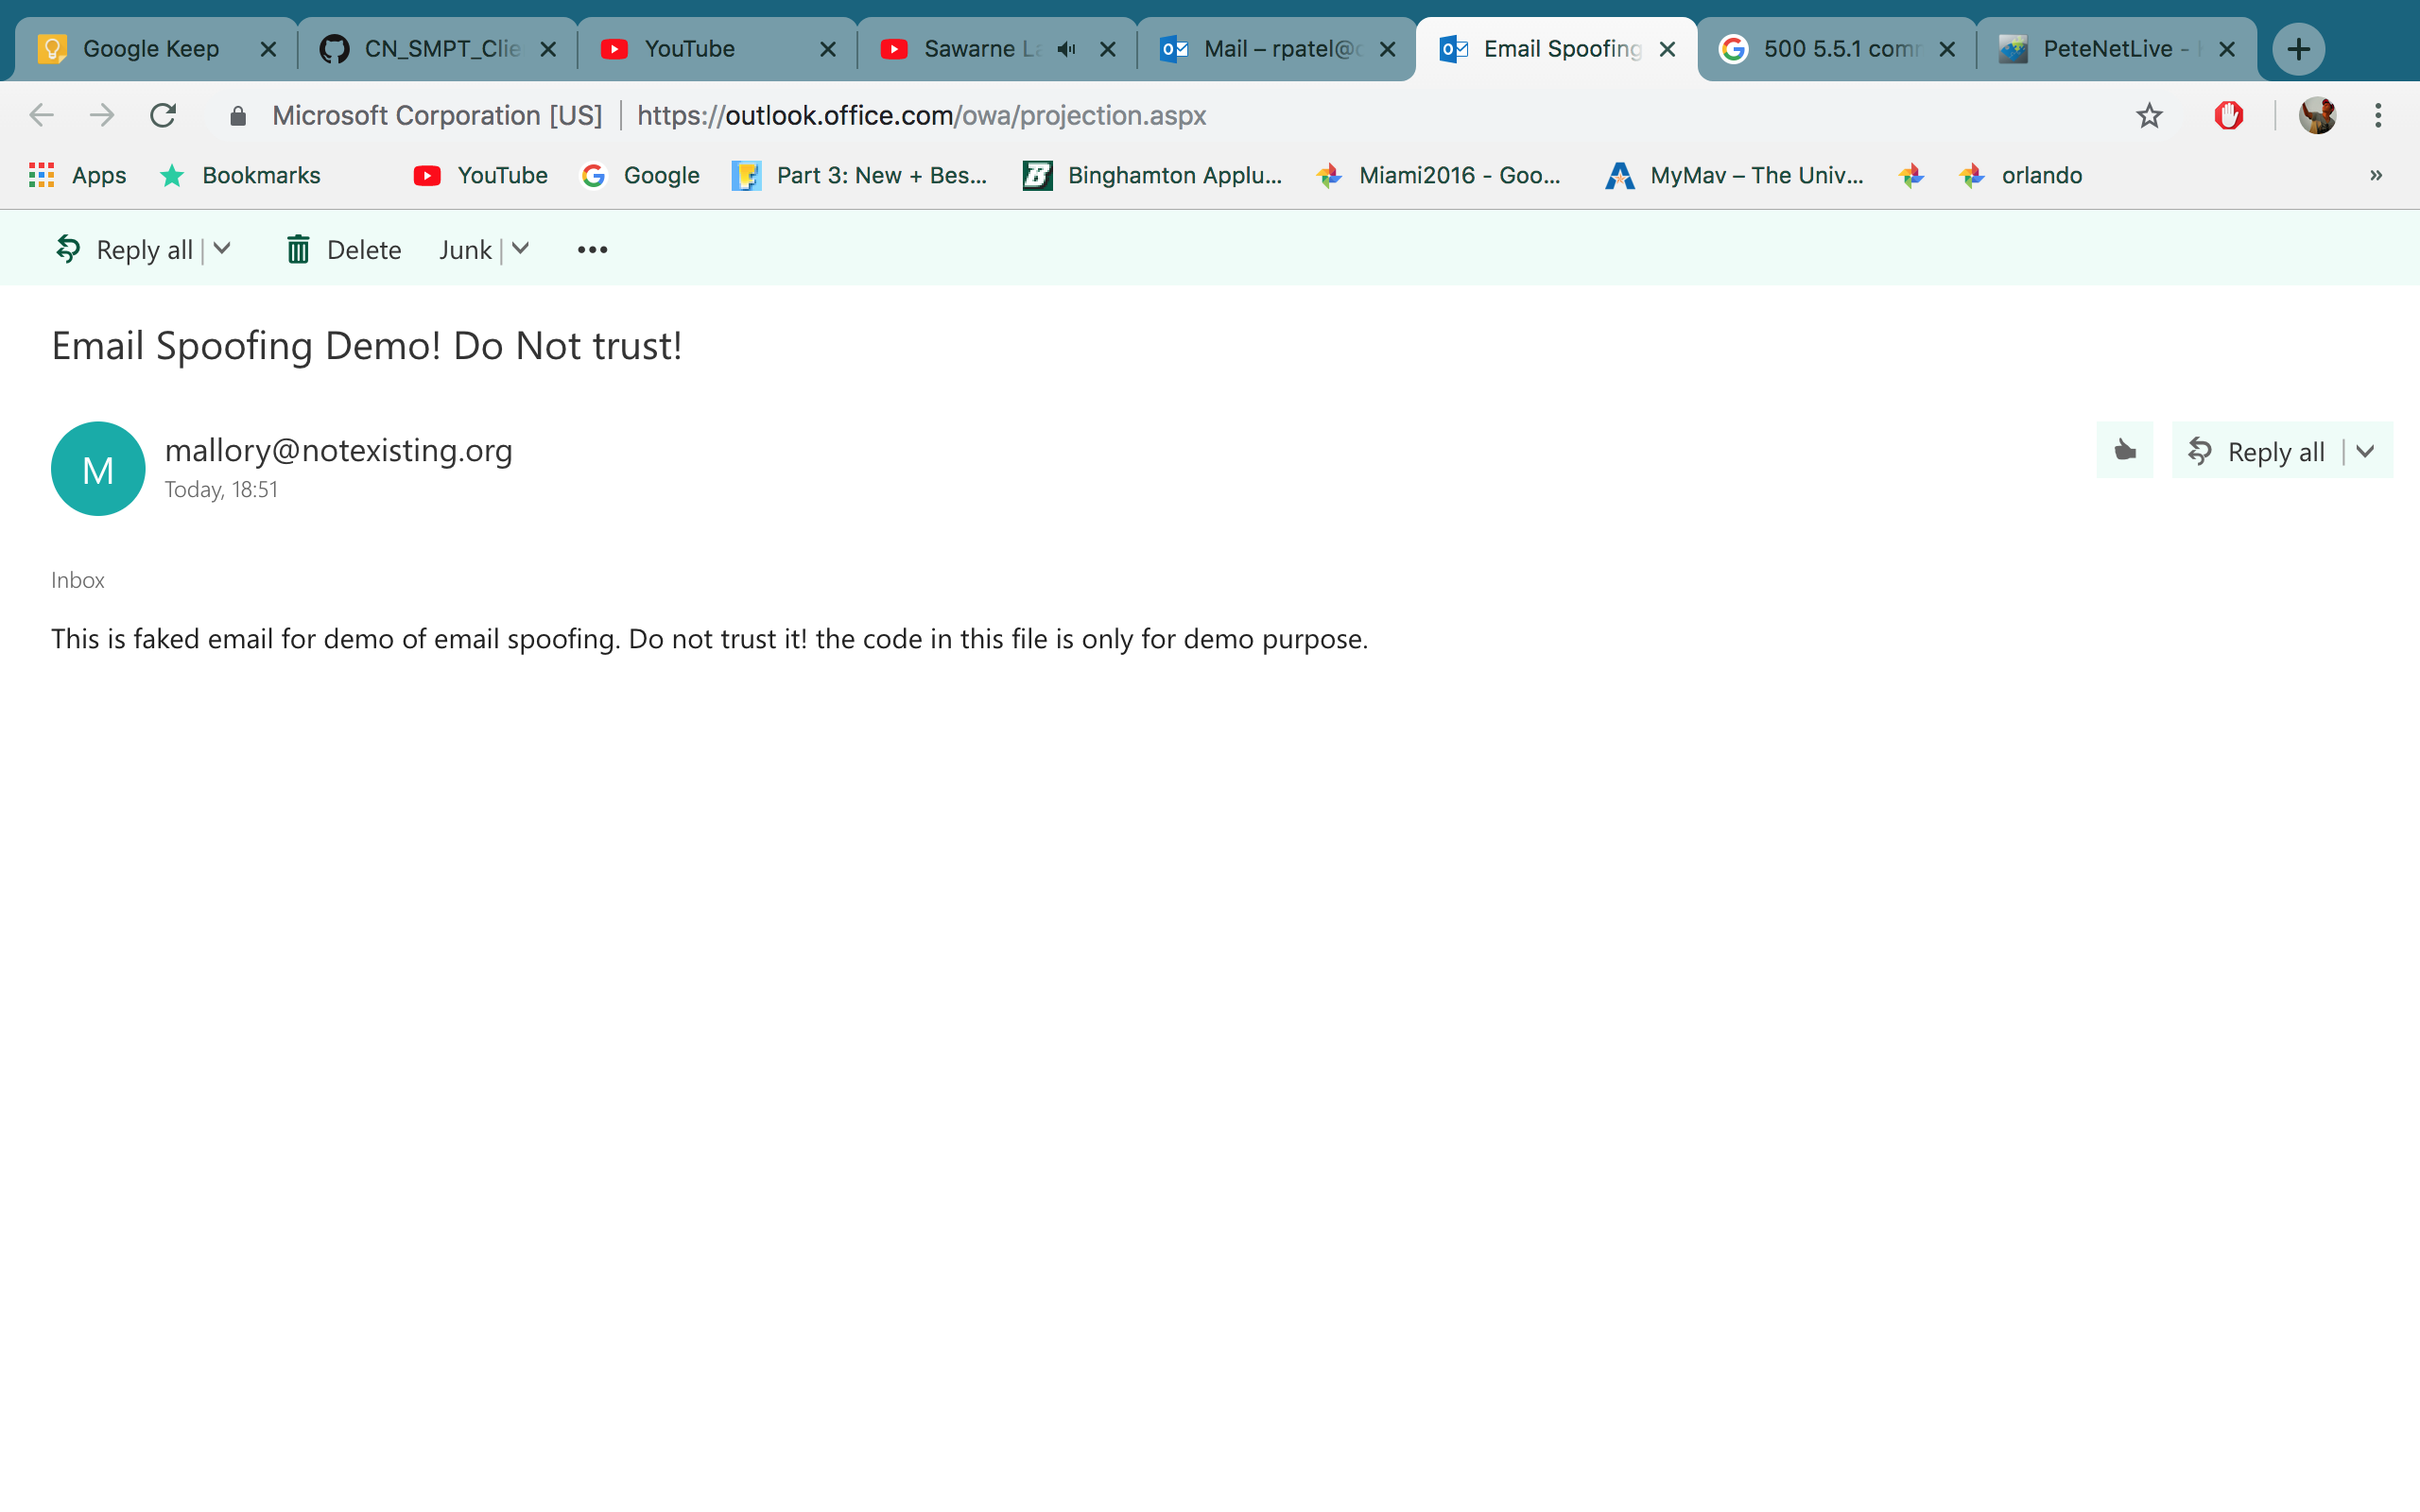 Google Keep
CN_SMPT_Clie
YouTube
Sawarne La
Mail – rpatel@
Email Spoofing
500 5.5.1 com
PeteNetLive -
Microsoft Corporation [US] https://outlook.office.com/owa/projection.aspx
Apps
Bookmarks
YouTube
Google
Part 3: New + Bes...
Binghamton Applu...
Miami2016 - Goo...
MyMav – The Univ...
orlando
»
Reply all
Delete
Junk
Email Spoofing Demo! Do Not trust!
M
mallory@notexisting.org
Today, 18:51
Reply all
Inbox
This is faked email for demo of email spoofing. Do not trust it! the code in this file is only for demo purpose.